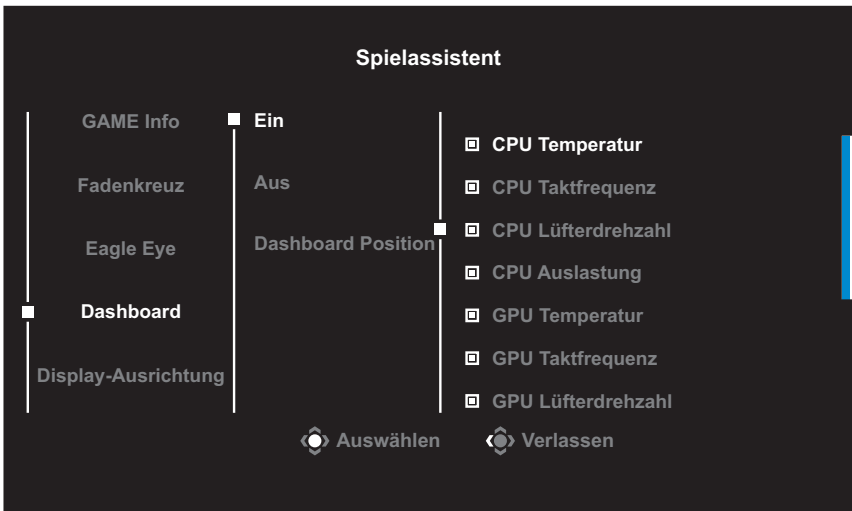 Spielassistent
GAME Info
Fadenkreuz
Eagle Eye
Dashboard
Display-Ausrichtung
Ein
Aus
Dashboard Position
CPU Temperatur
CPU Taktfrequenz
CPU Lüfterdrehzahl
CPU Auslastung
GPU Temperatur
GPU Taktfrequenz
GPU Lüfterdrehzahl
Auswählen
Verlassen